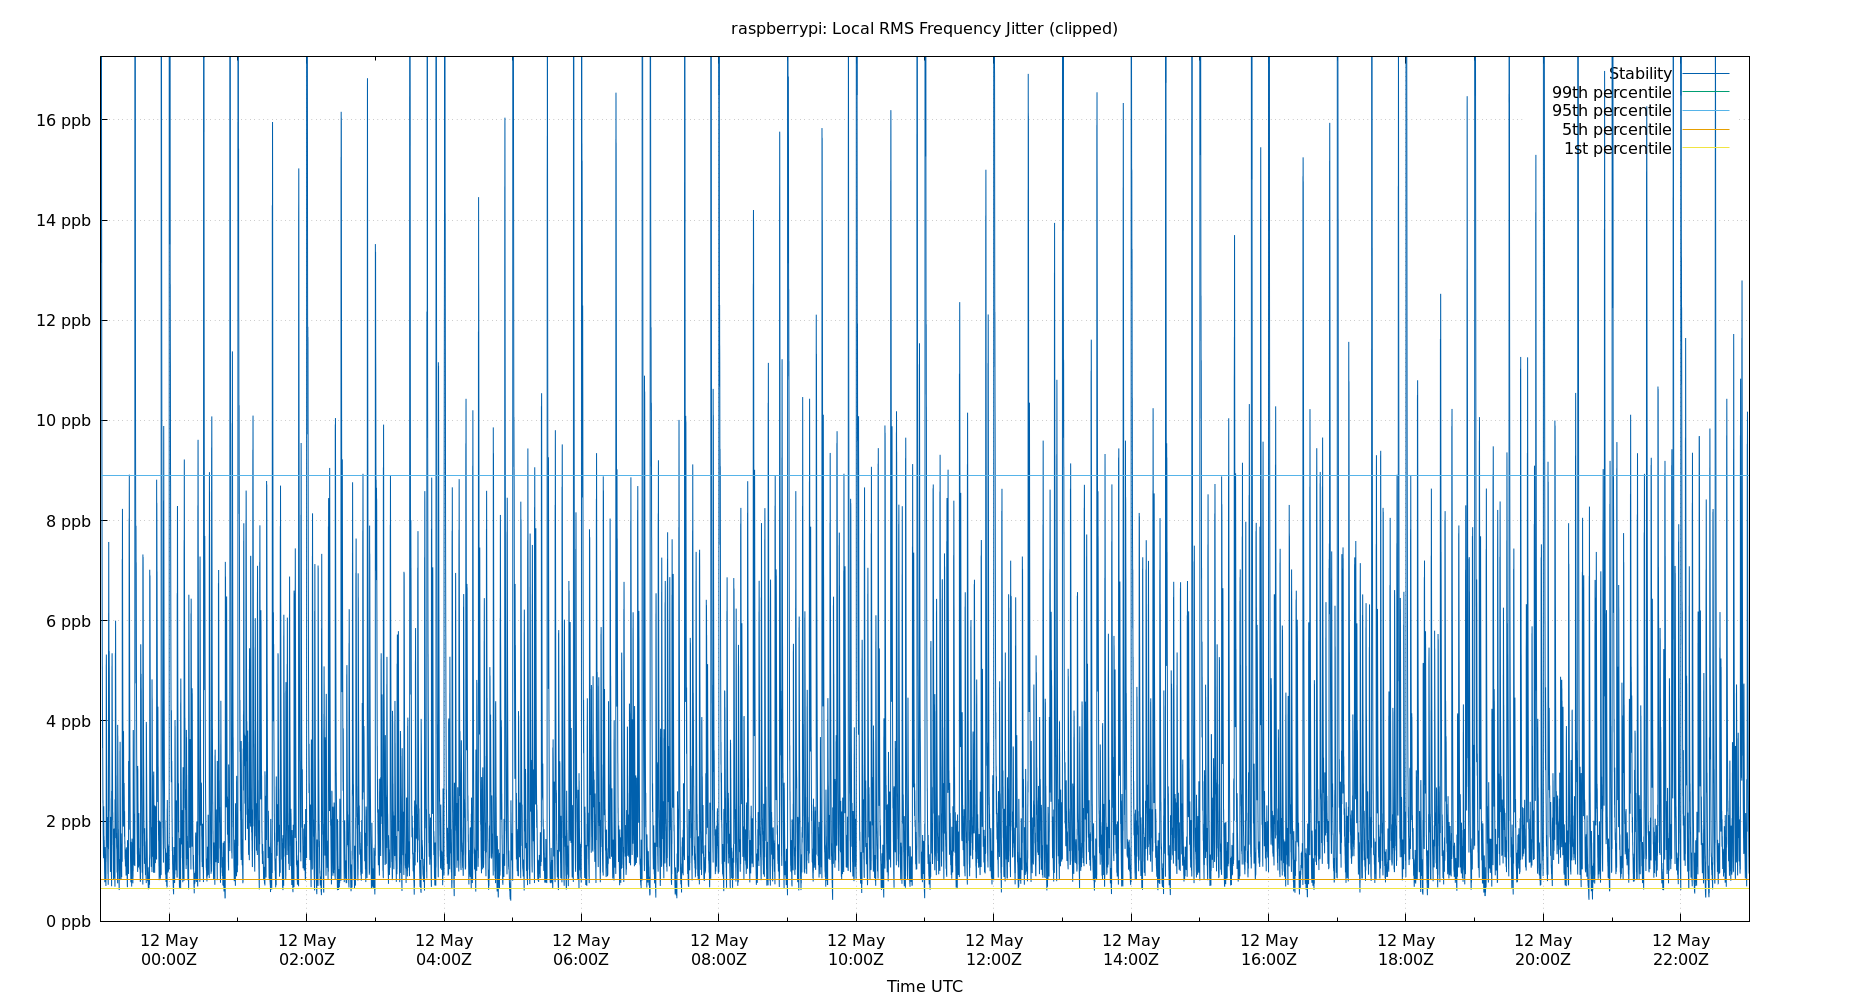 raspberrypi: Local RMS Frequency Jitter (clipped)
Stability
99th percentile
95th percentile
5th percentile
1st percentile
16 ppb
14 ppb
12 ppb
10 ppb
8 ppb
6 ppb
4 ppb
2 ppb
0 ppb
12 May 12 May 12 May 12 May 12 May 12 May 12 May 12 May 12 May 12 May 12 May 12 May
00:00Z 02:00Z 04:00Z 06:00Z 08:00Z 10:00Z 12:00Z 14:00Z 16:00Z 18:00Z 20:00Z 22:00Z
Time UTC